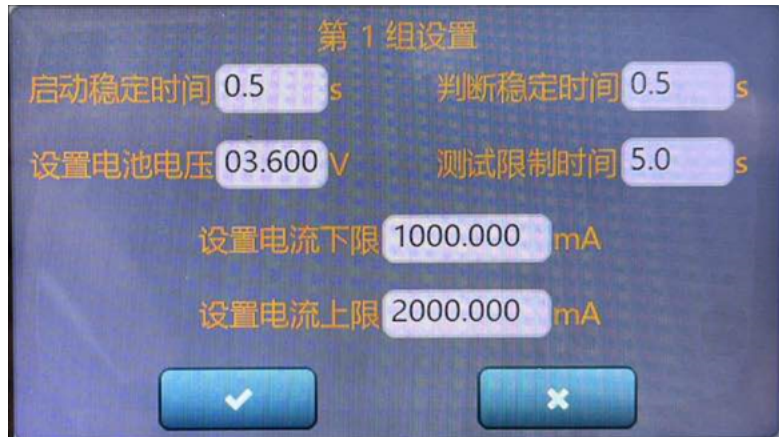 第 1 组设置
启动稳定时间 0.5 s 判断稳定时间 0.5 s
设置电池电压 03.600 V 测试限制时间 5.0 s
设置电流下限 1000.000 mA
设置电流上限 2000.000 mA